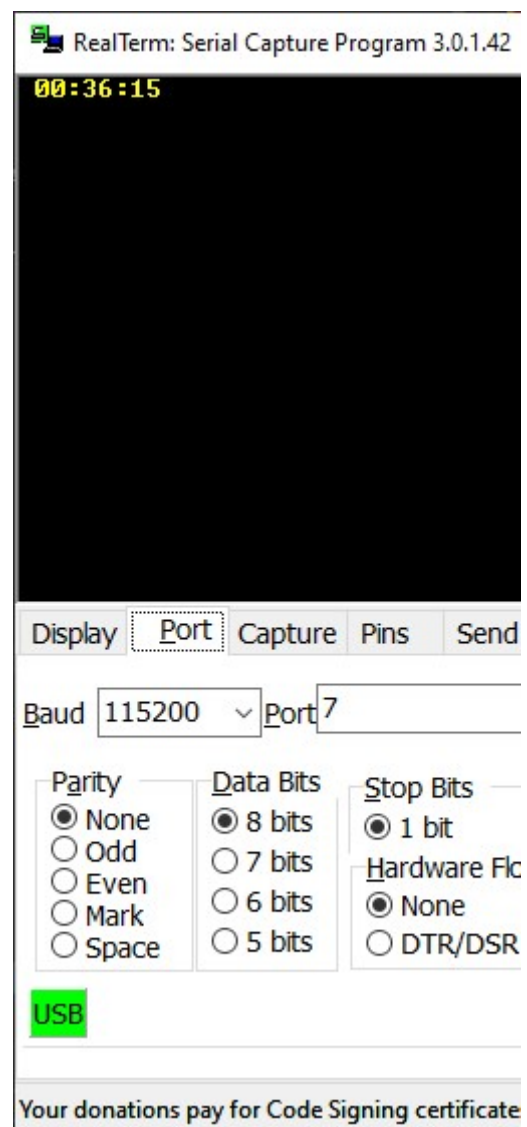 RealTerm: Serial Capture Program 3.0.1.42
00:36:15
Display Port Capture Pins Send
Baud 115200 Port 7
Parity Data Bits Stop Bits
None 8 bits 1 bit
Odd 7 bits Hardware Flo
Even 6 bits None
Mark 5 bits DTR/DSR
Space
USB
Your donations pay for Code Signing certificate